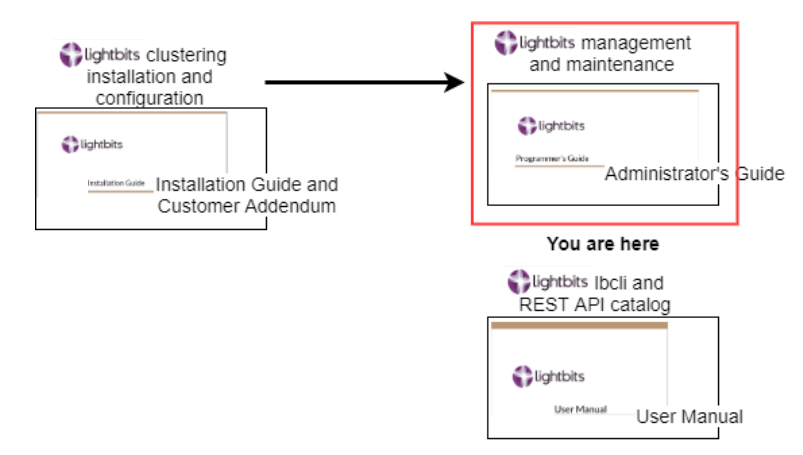 lightbits clustering
installation and
configuration
lightbits
Installation Guide
Installation Guide and
Customer Addendum
lightbits management
and maintenance
lightbits
Programmer's Guide
Administrator's Guide
You are here
lightbits lbcli and
REST API catalog
lightbits
User Manual
User Manual